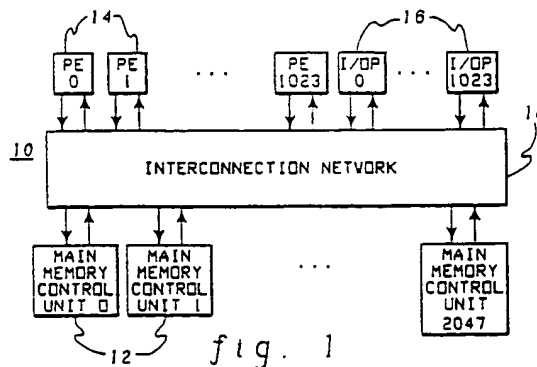 14
16
PE
0
PE
1
...
PE
1023
I/OP
0
...
I/OP
1023
10
INTERCONNECTION NETWORK
MAIN
MEMORY
CONTROL
UNIT 0
MAIN
MEMORY
CONTROL
UNIT 1
...
MAIN
MEMORY
CONTROL
UNIT
2047
12
fig. 1